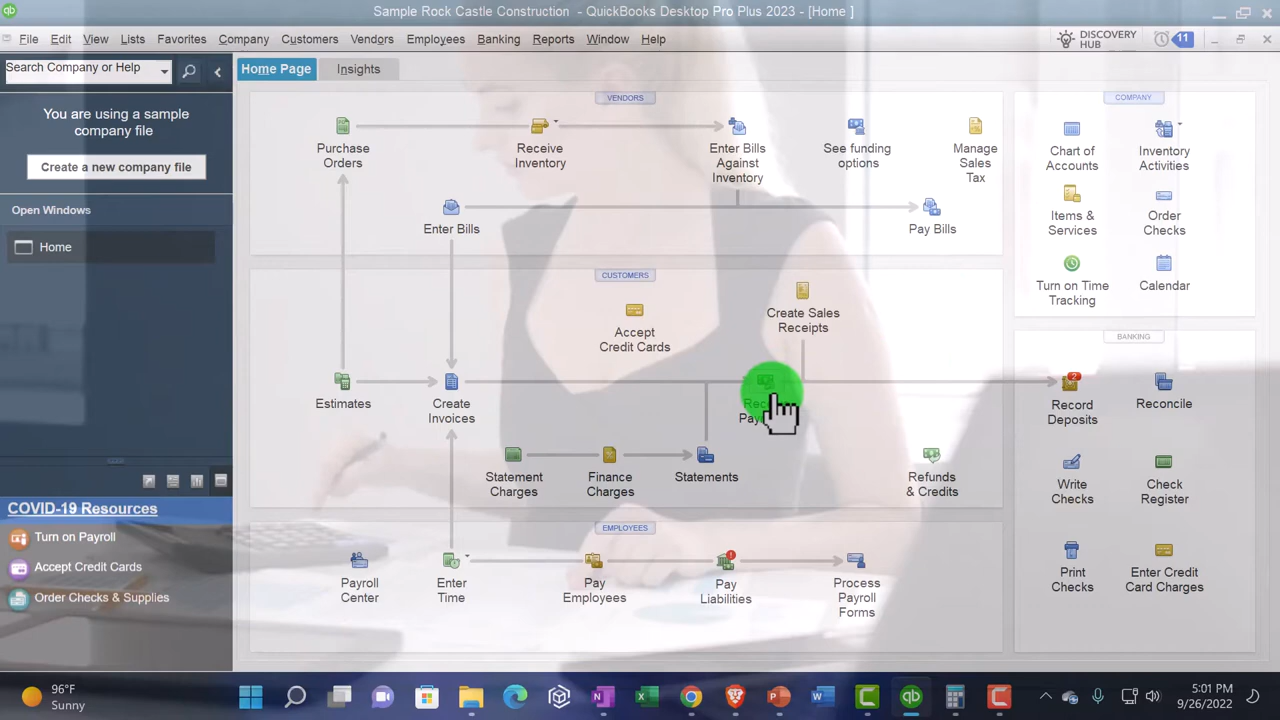 Sample Rock Castle Construction - QuickBooks Desktop Pro Plus 2023 - [Home ]
File Edit View Lists Favorites Company Customers Vendors Employees Banking Reports Window Help
DISCOVERY
HUB
11
Search Company or Help
Home Page
Insights
You are using a sample
company file
Create a new company file
Open Windows
Home
COVID-19 Resources
Turn on Payroll
Accept Credit Cards
Order Checks & Supplies
VENDORS
Purchase
Orders
Receive
Inventory
Enter Bills
Against
Inventory
See funding
options
Manage
Sales
Tax
Enter Bills
Pay Bills
CUSTOMERS
Accept
Credit Cards
Create Sales
Receipts
Estimates
Create
Invoices
Statement
Charges
Finance
Charges
Statements
Refunds
& Credits
EMPLOYEES
Payroll
Center
Enter
Time
Pay
Employees
Pay
Liabilities
Process
Payroll
Forms
COMPANY
Chart of
Accounts
Inventory
Activities
Items &
Services
Order
Checks
Turn on Time
Tracking
Calendar
BANKING
2
Record
Deposits
Reconcile
Write
Checks
Check
Register
Print
Checks
Enter Credit
Card Charges
96°F
Sunny
5:01 PM
9/26/2022